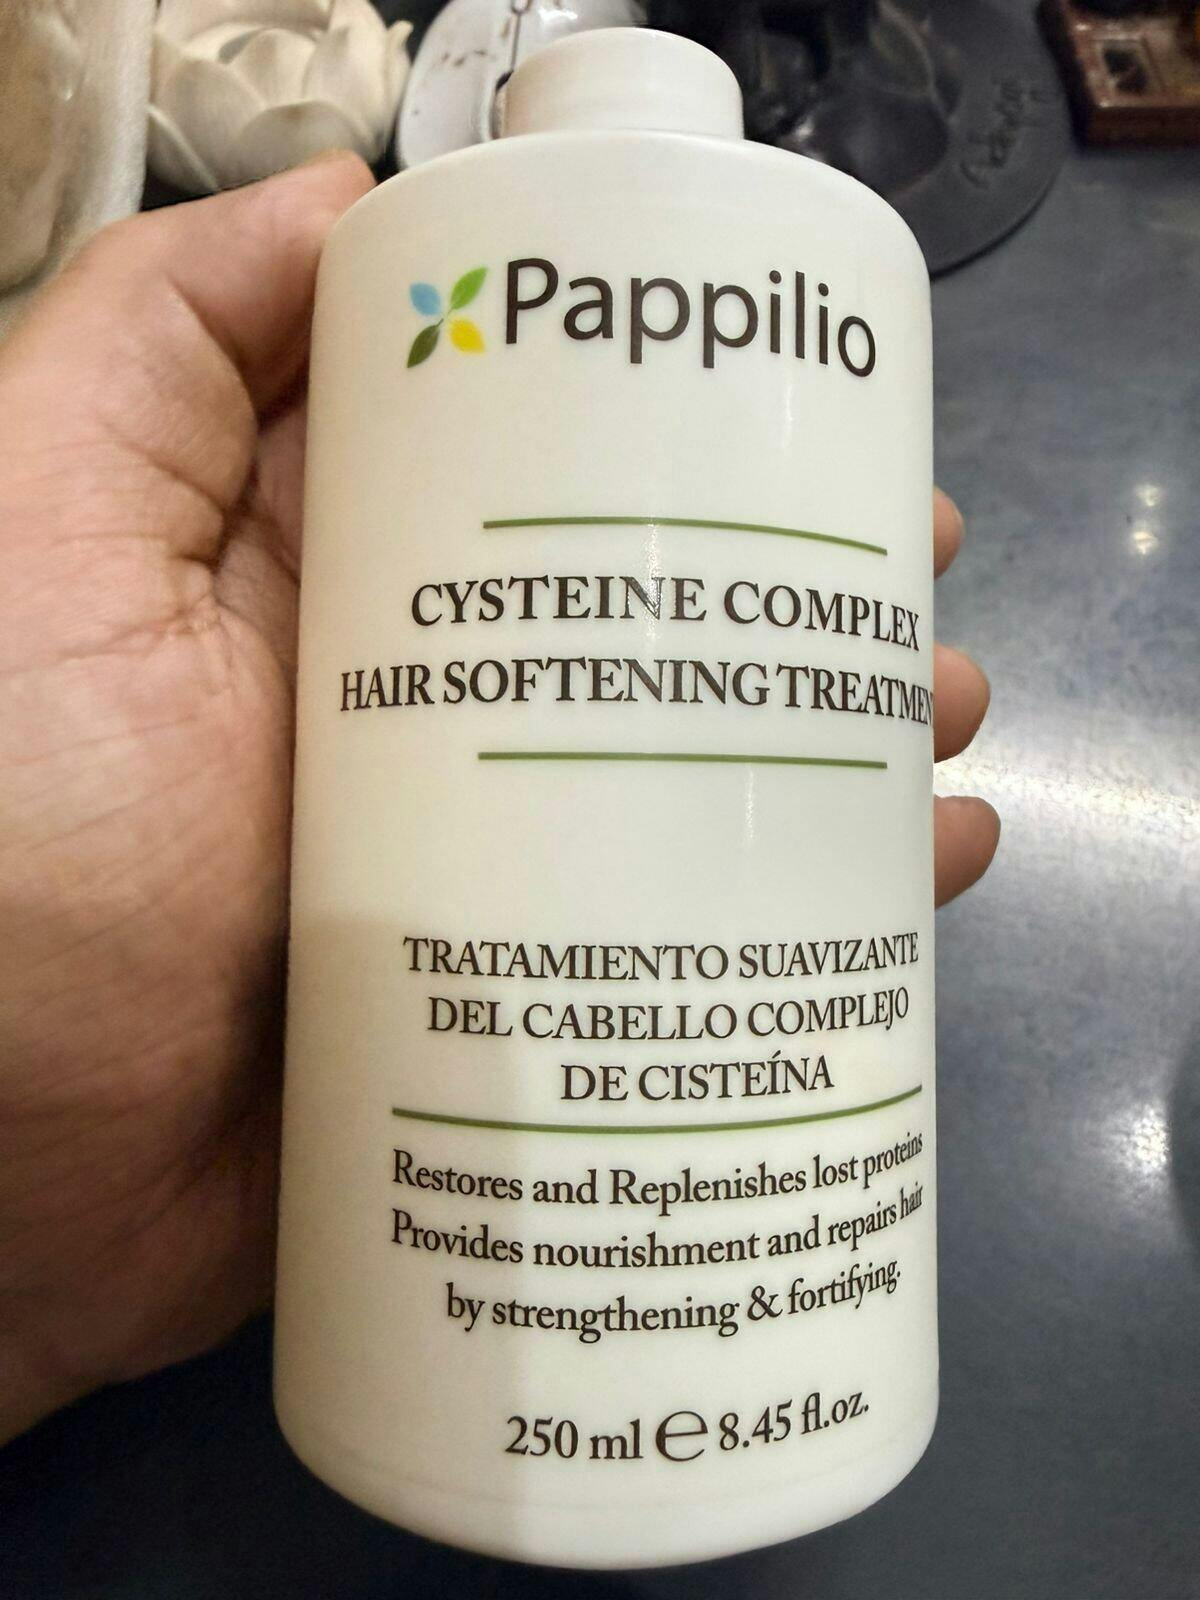 Pappilio
CYSTEINE COMPLEX
HAIR SOFTENING TREATMEN
TRATAMIENTO SUAVIZANTE
DEL CABELLO COMPLEJO
DE CISTEÍNA
Restores and Replenishes lost proteins
Provides nourishment and repairs hair
by strengthening & fortifying.
250 ml e 8.45 fl.oz.